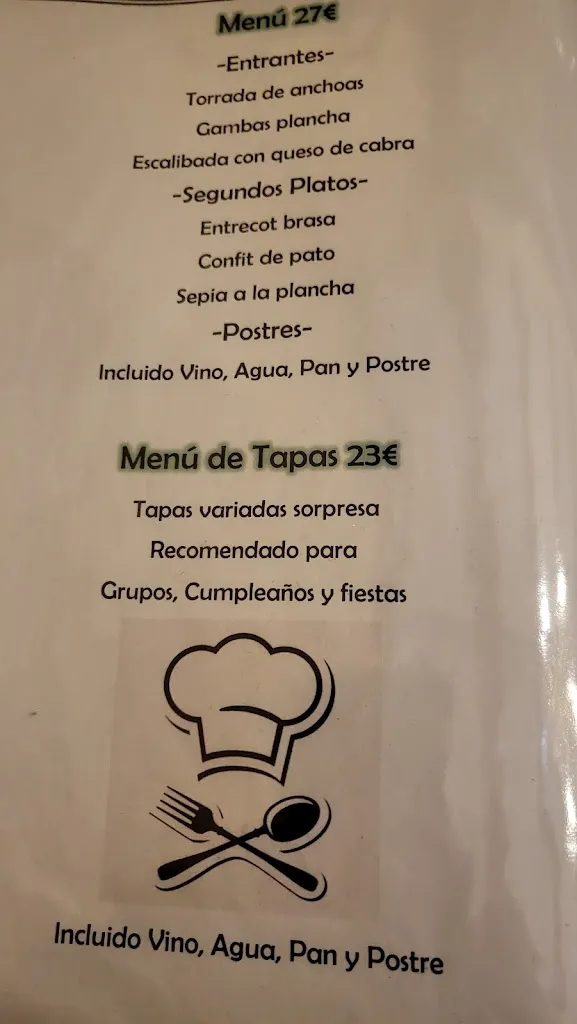 Menú 27€
-Entrantes-
Torrada de anchoas
Gambas plancha
Escalibada con queso de cabra
-Segundos Platos-
Entrecot brasa
Confit de pato
Sepia a la plancha
-Postres-
Incluido Vino, Agua, Pan y Postre
Menú de Tapas 23€
Tapas variadas sorpresa
Recomendado para
Grupos, Cumpleaños y fiestas
Incluido Vino, Agua, Pan y Postre